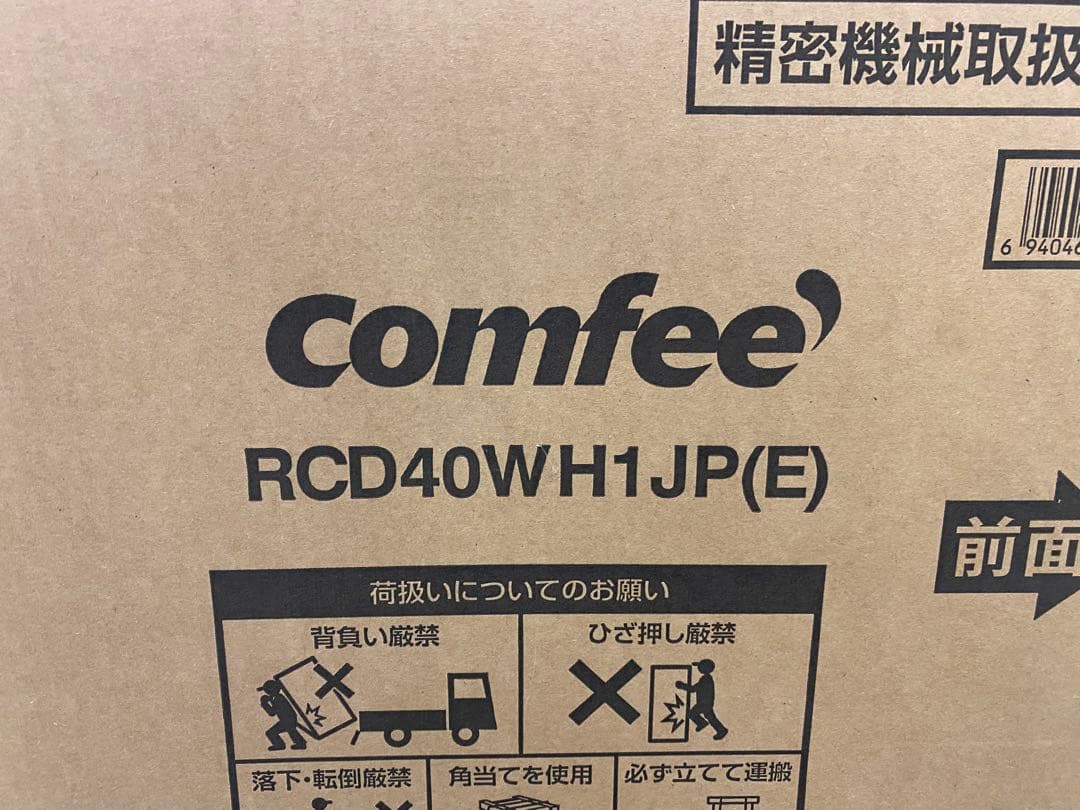 精密機械取扱
6 94046
comfee'
RCD40WH1JP(E)
前面
荷扱いについてのお願い
背負い厳禁
ひざ押し厳禁
落下・転倒厳禁
角当てを使用
必ず立てて運搬